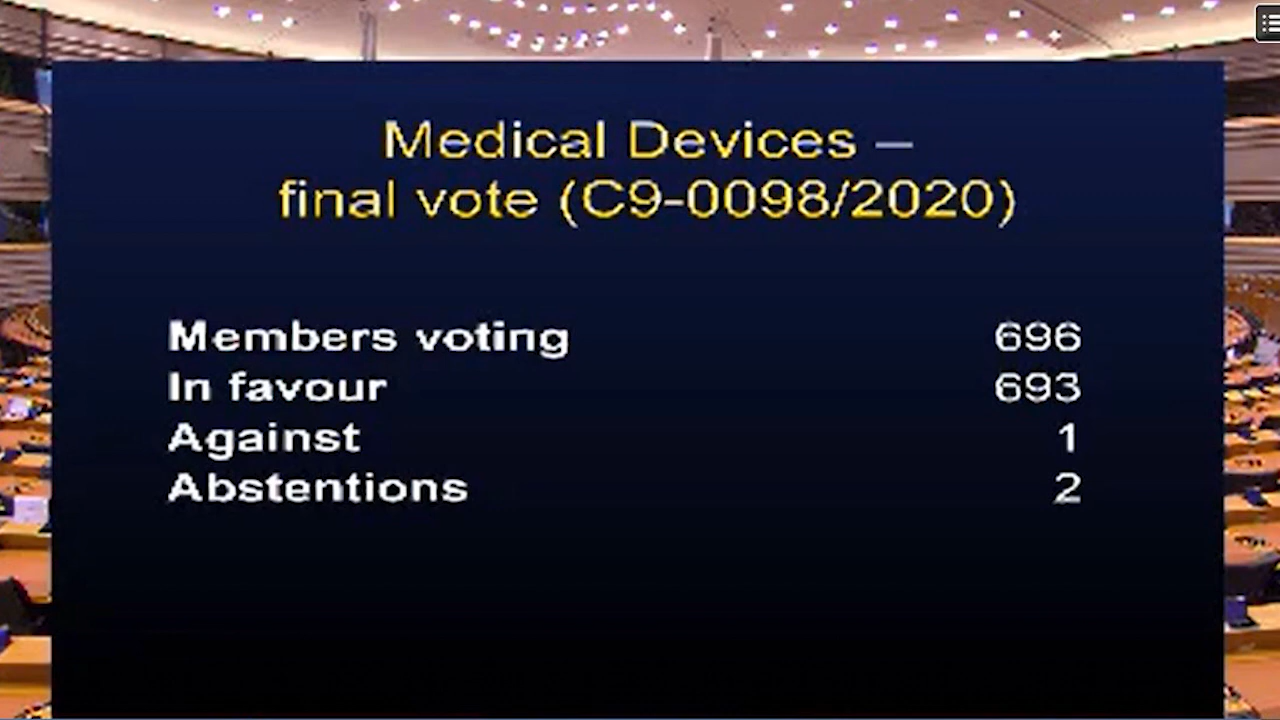 Medical Devices –
final vote (C9-0098/2020)
Members voting 696
In favour 693
Against 1
Abstentions 2